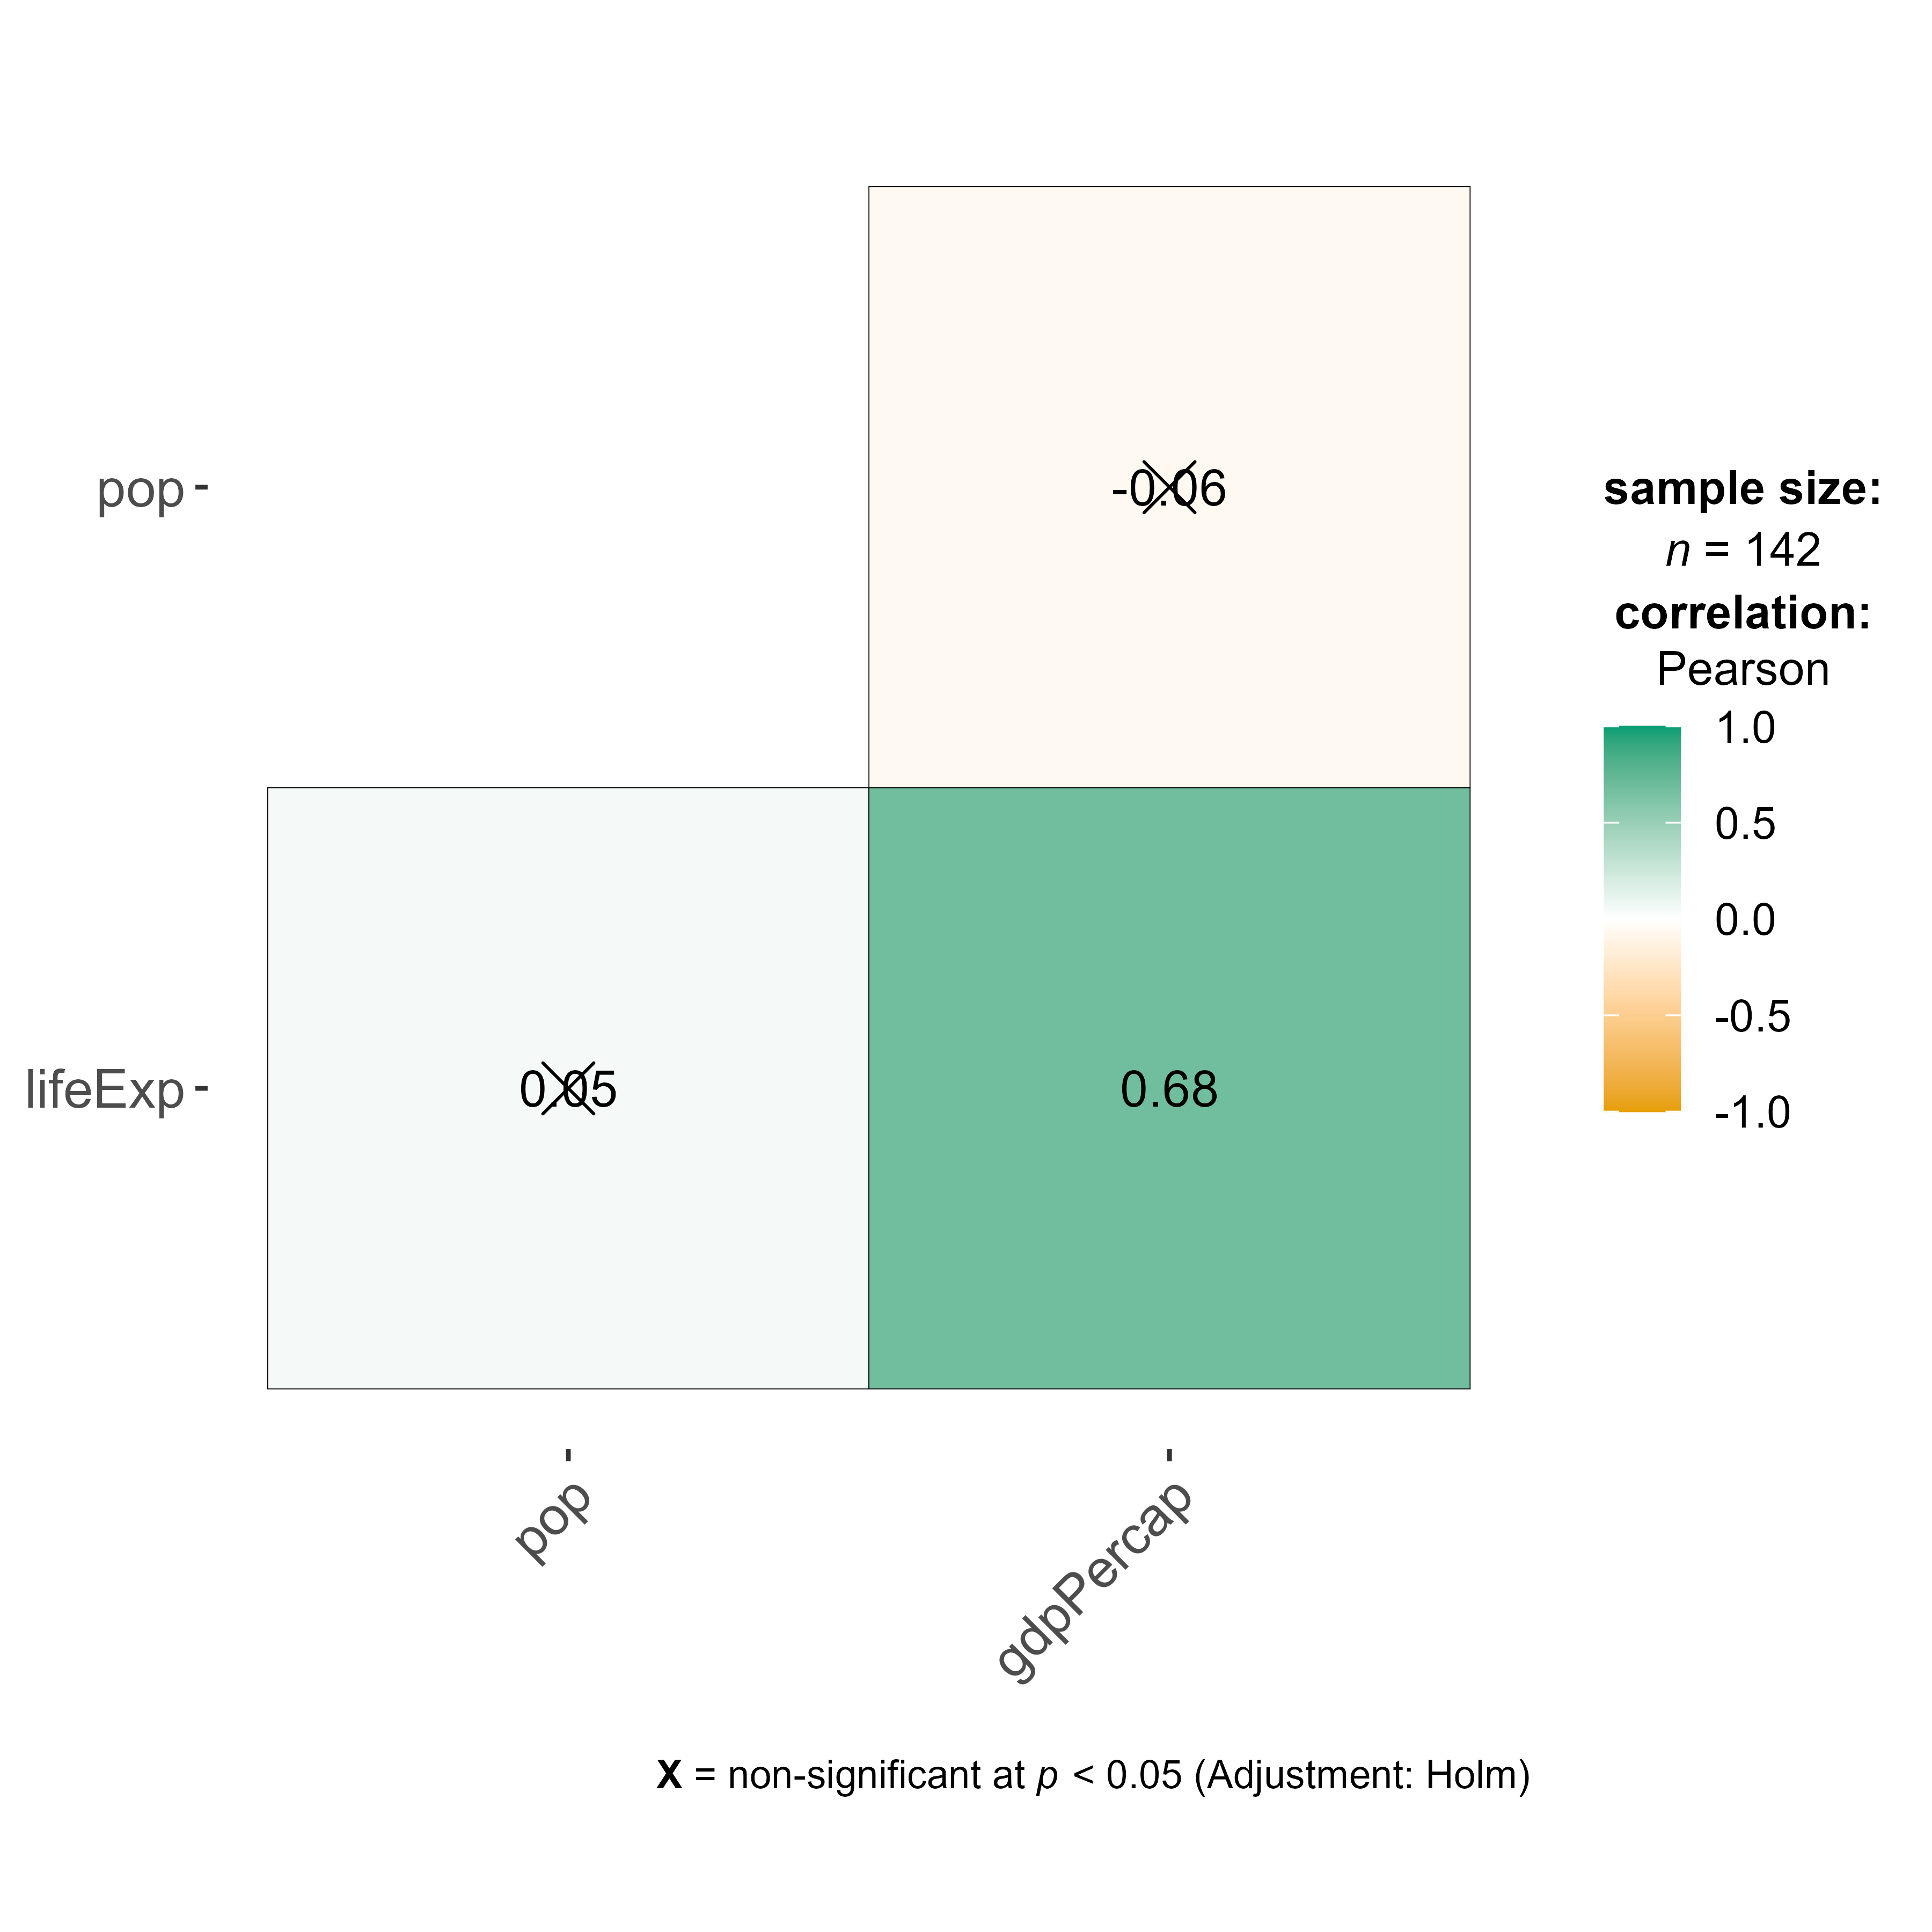 pop
-0.06
lifeExp
0.05
0.68
pop
gdpPercap
sample size:
n = 142
correlation:
Pearson
1.0
0.5
0.0
-0.5
-1.0
X = non-significant at p < 0.05 (Adjustment: Holm)